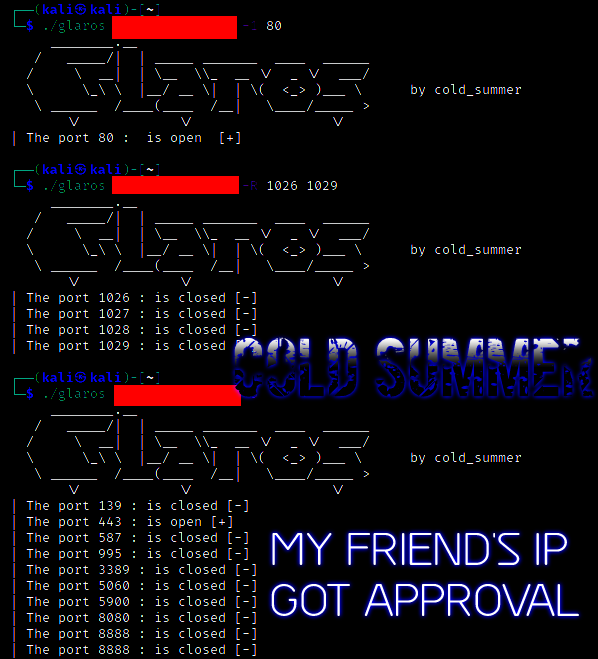 ┌──(kali㉿kali)-[~]
└─$ ./glaros 80
Glaros by cold_summer
| The port 80 : is open [+]
┌──(kali㉿kali)-[~]
└─$ ./glaros -R 1026 1029
Glaros by cold_summer
| The port 1026 : is closed [-]
| The port 1027 : is closed [-]
| The port 1028 : is closed [-]
| The port 1029 : is closed
COLD SUMMER
┌──(kali㉿kali)-[~]
└─$ ./glaros
Glaros by cold_summer
| The port 139 : is closed [-]
| The port 443 : is open [+]
| The port 587 : is closed [-]
| The port 995 : is closed [-]
| The port 3389 : is closed [-]
| The port 5060 : is closed [-]
| The port 5900 : is closed [-]
| The port 8080 : is closed [-]
| The port 8888 : is closed [-]
| The port 8888 : is closed [-]
MY FRIEND'S IP
GOT APPROVAL